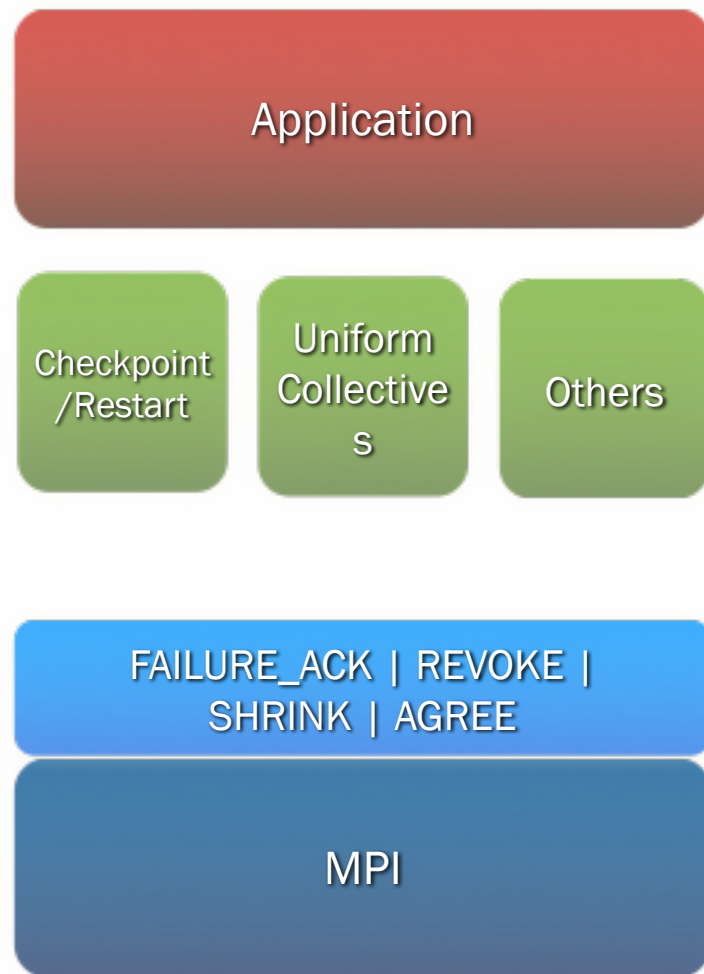 Application
Checkpoint
/Restart
Uniform
Collective
s
Others
FAILURE_ACK | REVOKE |
SHRINK | AGREE
MPI